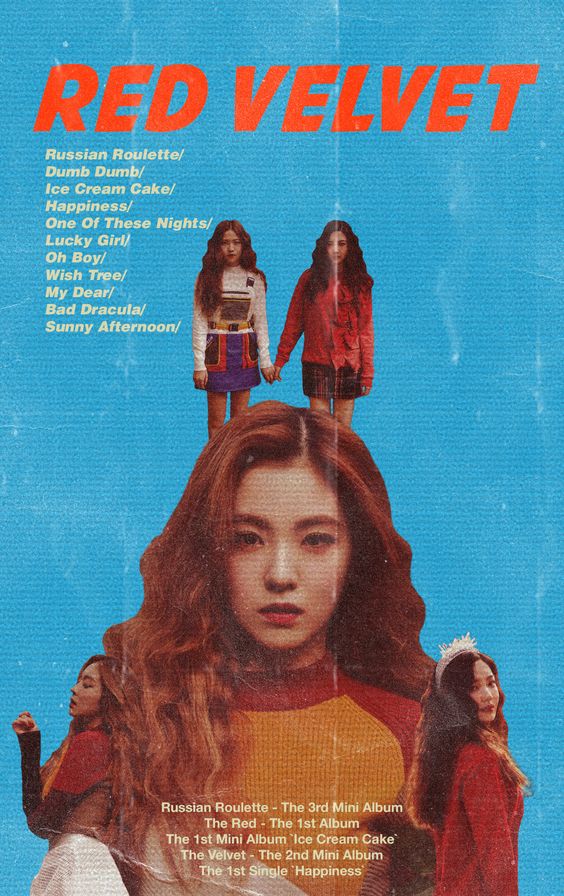 RED VELVET
Russian Roulette/
Dumb Dumb/
Ice Cream Cake/
Happiness/
One Of These Nights/
Lucky Girl/
Oh Boy/
Wish Tree/
My Dear/
Bad Dracula/
Sunny Afternoon/
Russian Roulette - The 3rd Mini Album
The Red - The 1st Album
The 1st Mini Album `Ice Cream Cake`
The Velvet - The 2nd Mini Album
The 1st Single `Happiness`